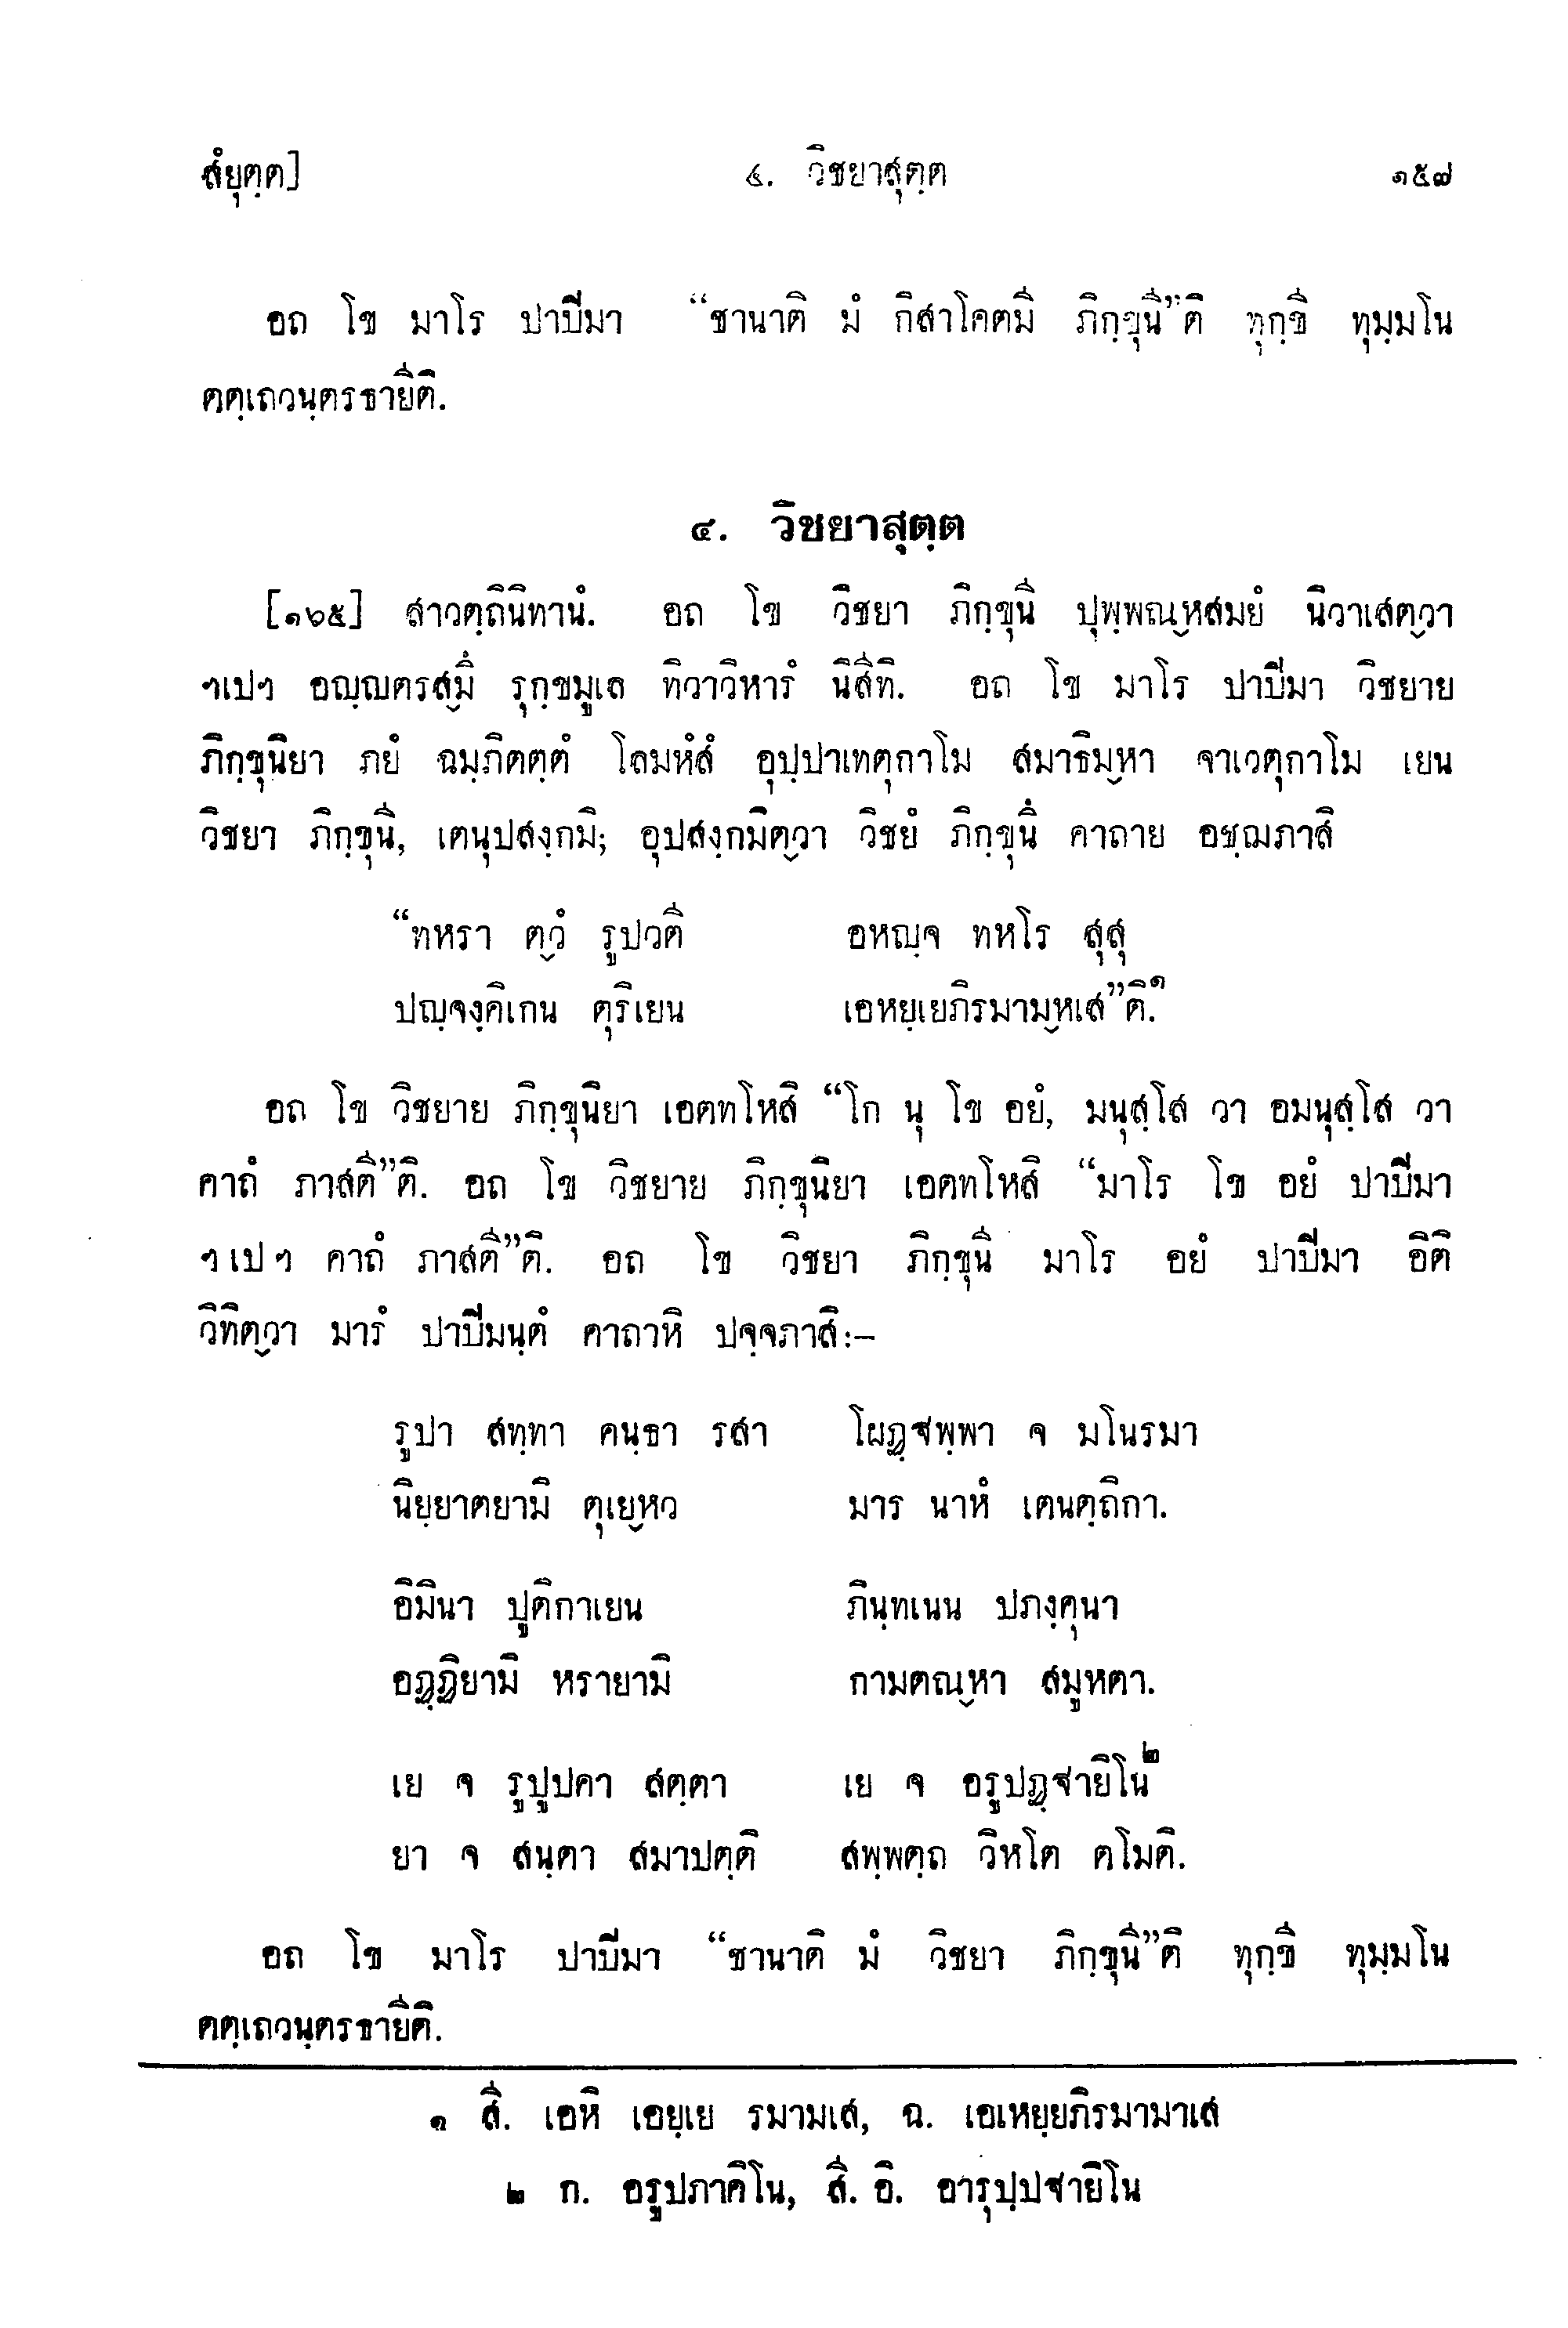 สํยุตฺต]  ๔. วิชยาสุตฺต  ๑๕๗
อถ โข มาโร ปาปีมา “ชานาติ มํ กิสาโคตมี ภิกฺขุนี”ติ ทุกฺขี ทุมฺมโน
ตตฺเถวนฺตรธายีติ.
๔. วิชยาสุตฺต
[๑๖๕] สาวตฺถินิทานํ. อถ โข วิชยา ภิกฺขุนี ปุพฺพณฺหสมยํ นิวาเสตฺวา
ฯเปฯ อญฺญตรสฺมึ รุกฺขมูเล ทิวาวิหารํ นิสีทิ. อถ โข มาโร ปาปีมา วิชยาย
ภิกฺขุนิยา ภยํ ฉมฺภิตตฺตํ โลมหํสํ อุปฺปาเทตุกาโม สมาธิมฺหา จาเวตุกาโม เยน
วิชยา ภิกฺขุนี, เตนุปสงฺกมิ; อุปสงฺกมิตฺวา วิชยํ ภิกฺขุนึ คาถาย อชฺฌภาสิ
“ทหรา ตฺวํ รูปวตี  อหญฺจ ทหโร สุสุ
ปญฺจงฺคิเกน ตุริเยน  เอหยฺเยภิรมามฺหเส”ติ.๑
อถ โข วิชยาย ภิกฺขุนิยา เอตทโหสิ “โก นุ โข อยํ, มนุสฺโส วา อมนุสฺโส วา
คาถํ ภาสตี”ติ. อถ โข วิชยาย ภิกฺขุนิยา เอตทโหสิ “มาโร โข อยํ ปาปีมา
ฯเปฯ คาถํ ภาสตี”ติ. อถ โข วิชยา ภิกฺขุนี มาโร อยํ ปาปีมา อิติ
วิทิตฺวา มารํ ปาปีมนฺตํ คาถาหิ ปจฺจภาสิ:–
รูปา สทฺทา คนฺธา รสา  โผฏฺฐพฺพา จ มโนรมา
นิยฺยาตยามิ ตุเยฺหว  มาร นาหํ เตนตฺถิกา.
อิมินา ปูติกาเยน  ภินฺทเนน ปภงฺคุนา
อฏฺฏิยามิ หรายามิ  กามตณฺหา สมูหตา.
เย จ รูปูปคา สตฺตา  เย จ อรูปฏฺฐายิโน๒
ยา จ สนฺตา สมาปตฺติ  สพฺพตฺถ วิหโต ตโมติ.
อถ โข มาโร ปาปีมา “ชานาติ มํ วิชยา ภิกฺขุนี”ติ ทุกฺขี ทุมฺมโน
ตตฺเถวนฺตรธายีติ.
๑ สี. เอหิ เอยฺเย รมามเส, ฉ. เอเหยฺยภิรมามาเส
๒ ก. อรูปภาคิโน, สี. อิ. อารุปฺปฐายิโน